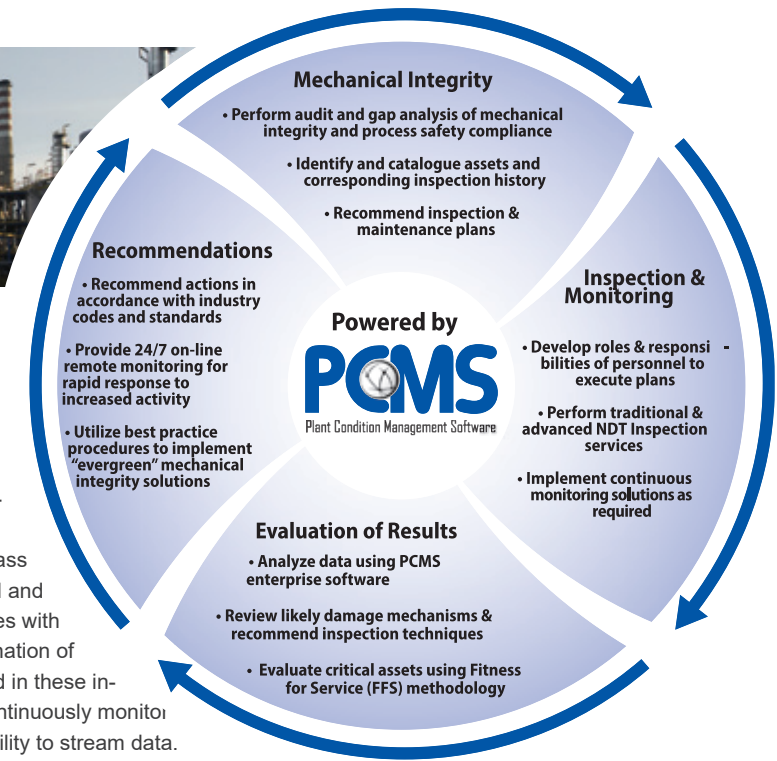 Mechanical Integrity
• Perform audit and gap analysis of mechanical
integrity and process safety compliance
• Identify and catalogue assets and
corresponding inspection history
• Recommend inspection &
maintenance plans
Inspection &
Monitoring
• Develop roles & responsi -
bilities of personnel to
execute plans
• Perform traditional &
advanced NDT Inspection
services
• Implement continuous
monitoring solutions as
required
Evaluation of Results
• Analyze data using PCMS
enterprise software
• Review likely damage mechanisms &
recommend inspection techniques
• Evaluate critical assets using Fitness
for Service (FFS) methodology
Recommendations
• Recommend actions in
accordance with industry
codes and standards
• Provide 24/7 on-line
remote monitoring for
rapid response to
increased activity
• Utilize best practice
procedures to implement
“evergreen” mechanical
integrity solutions
Powered by
PCMS
Plant Condition Management Software
and
with
of
in these in-
monitor
to stream data.